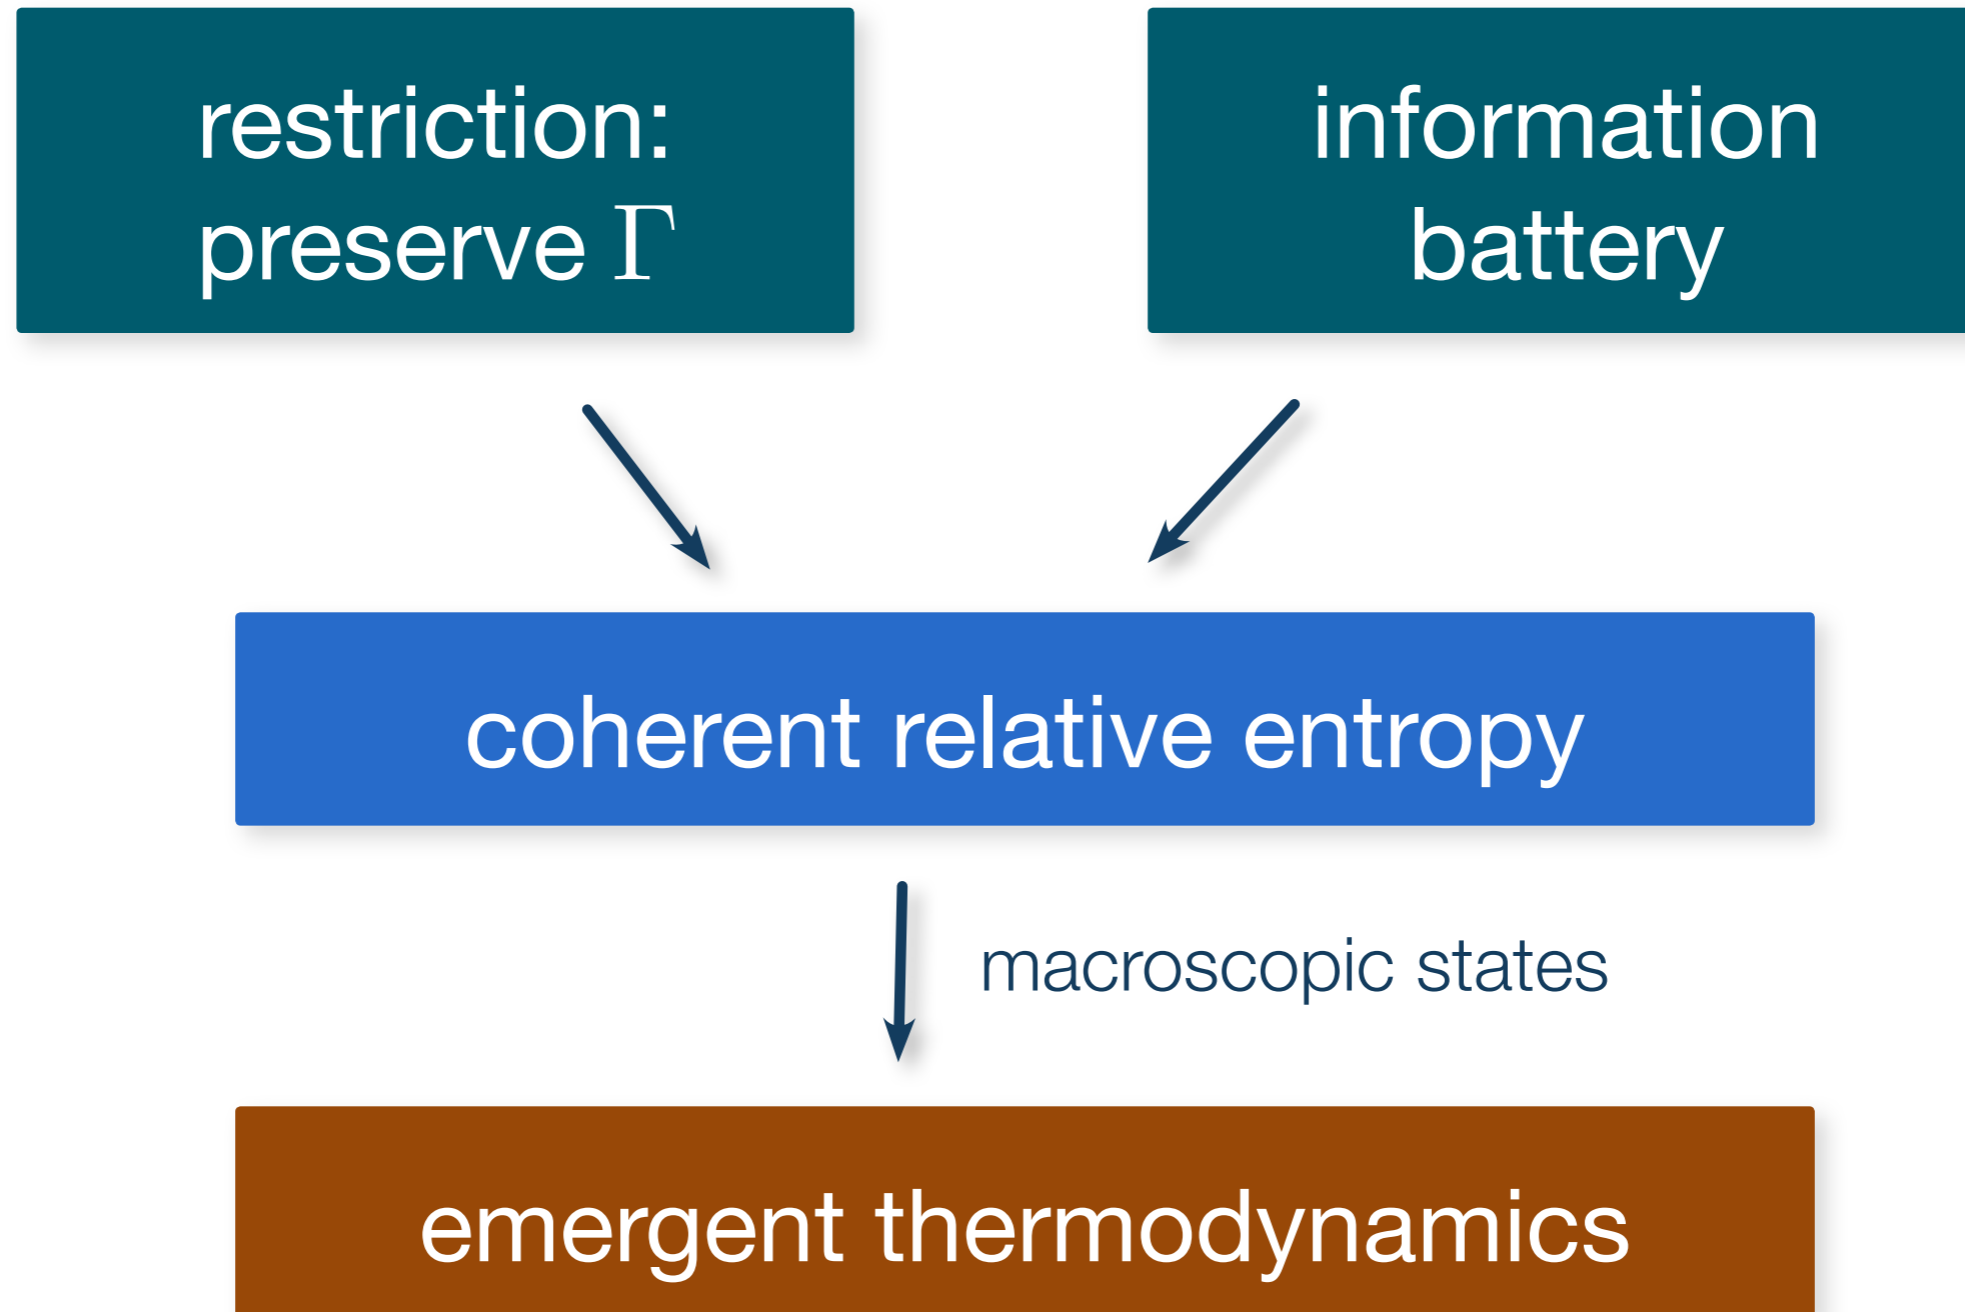 restriction:
preserve Γ
information
battery
coherent relative entropy
macroscopic states
emergent thermodynamics